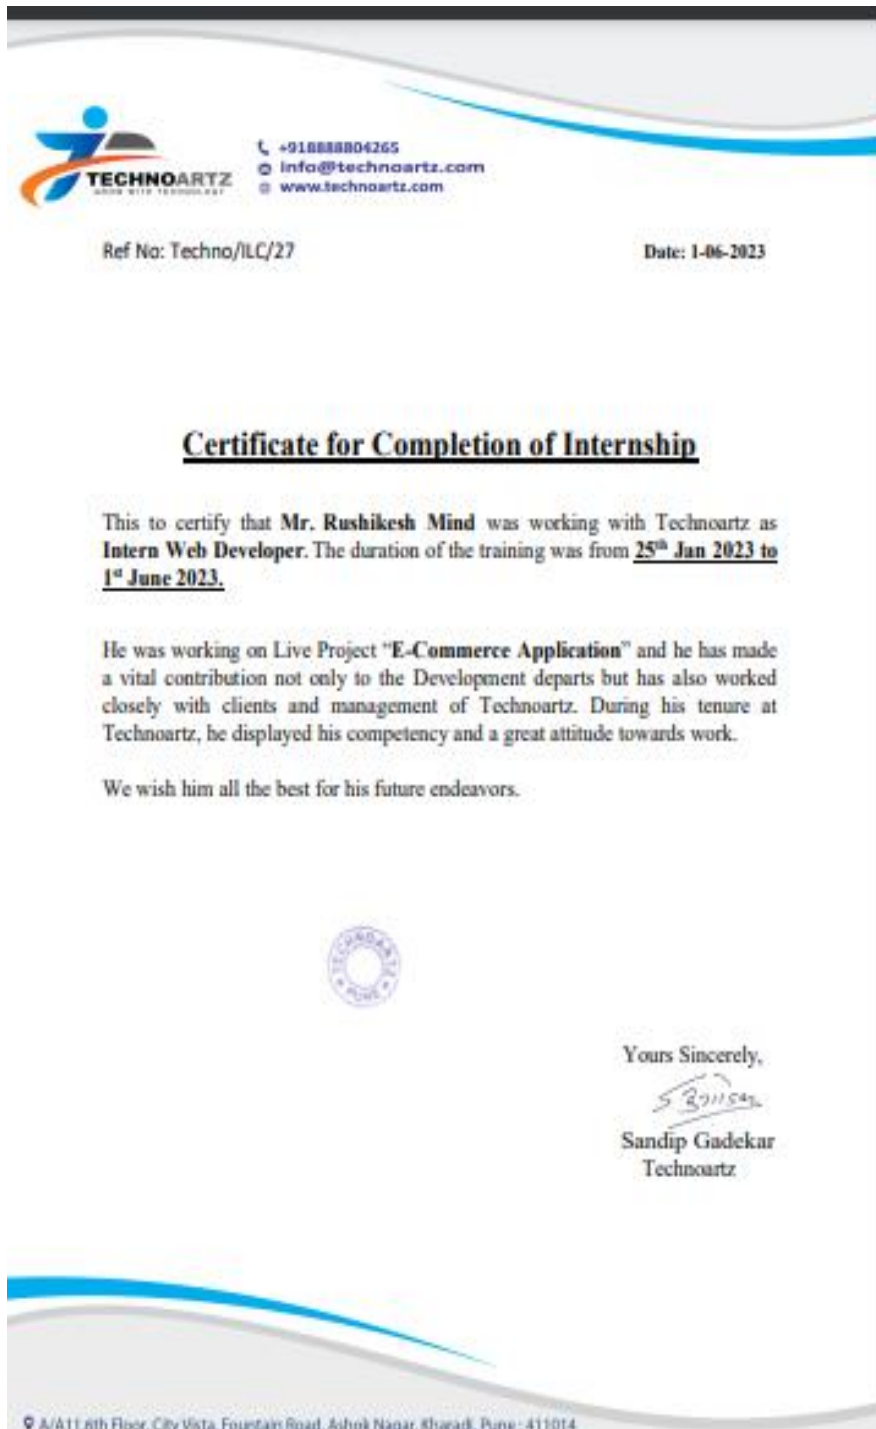 +918888804265
info@technoartz.com
www.technoartz.com
TECHNOARTZ
GROW WITH TECHNOLOGY
Ref No: Techno/ILC/27
Date: 1-06-2023
Certificate for Completion of Internship
This to certify that Mr. Rushikesh Mind was working with Technoartz as
Intern Web Developer. The duration of the training was from 25th Jan 2023 to
1st June 2023.
He was working on Live Project “E-Commerce Application” and he has made
a vital contribution not only to the Development departs but has also worked
closely with clients and management of Technoartz. During his tenure at
Technoartz, he displayed his competency and a great attitude towards work.
We wish him all the best for his future endeavors.
TECHNOARTZ
PUNE
Yours Sincerely,
Sandip Gadekar
Technoartz
A/A11 6th Floor, City Vista, Fountain Road, Ashok Nagar, Kharadi, Pune - 411014